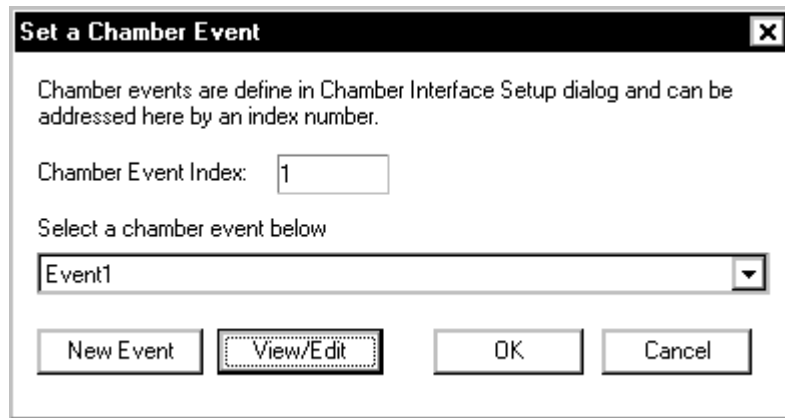 Set a Chamber Event
Chamber events are define in Chamber Interface Setup dialog and can be
addressed here by an index number.
Chamber Event Index: 1
Select a chamber event below
Event1
New Event View/Edit OK Cancel